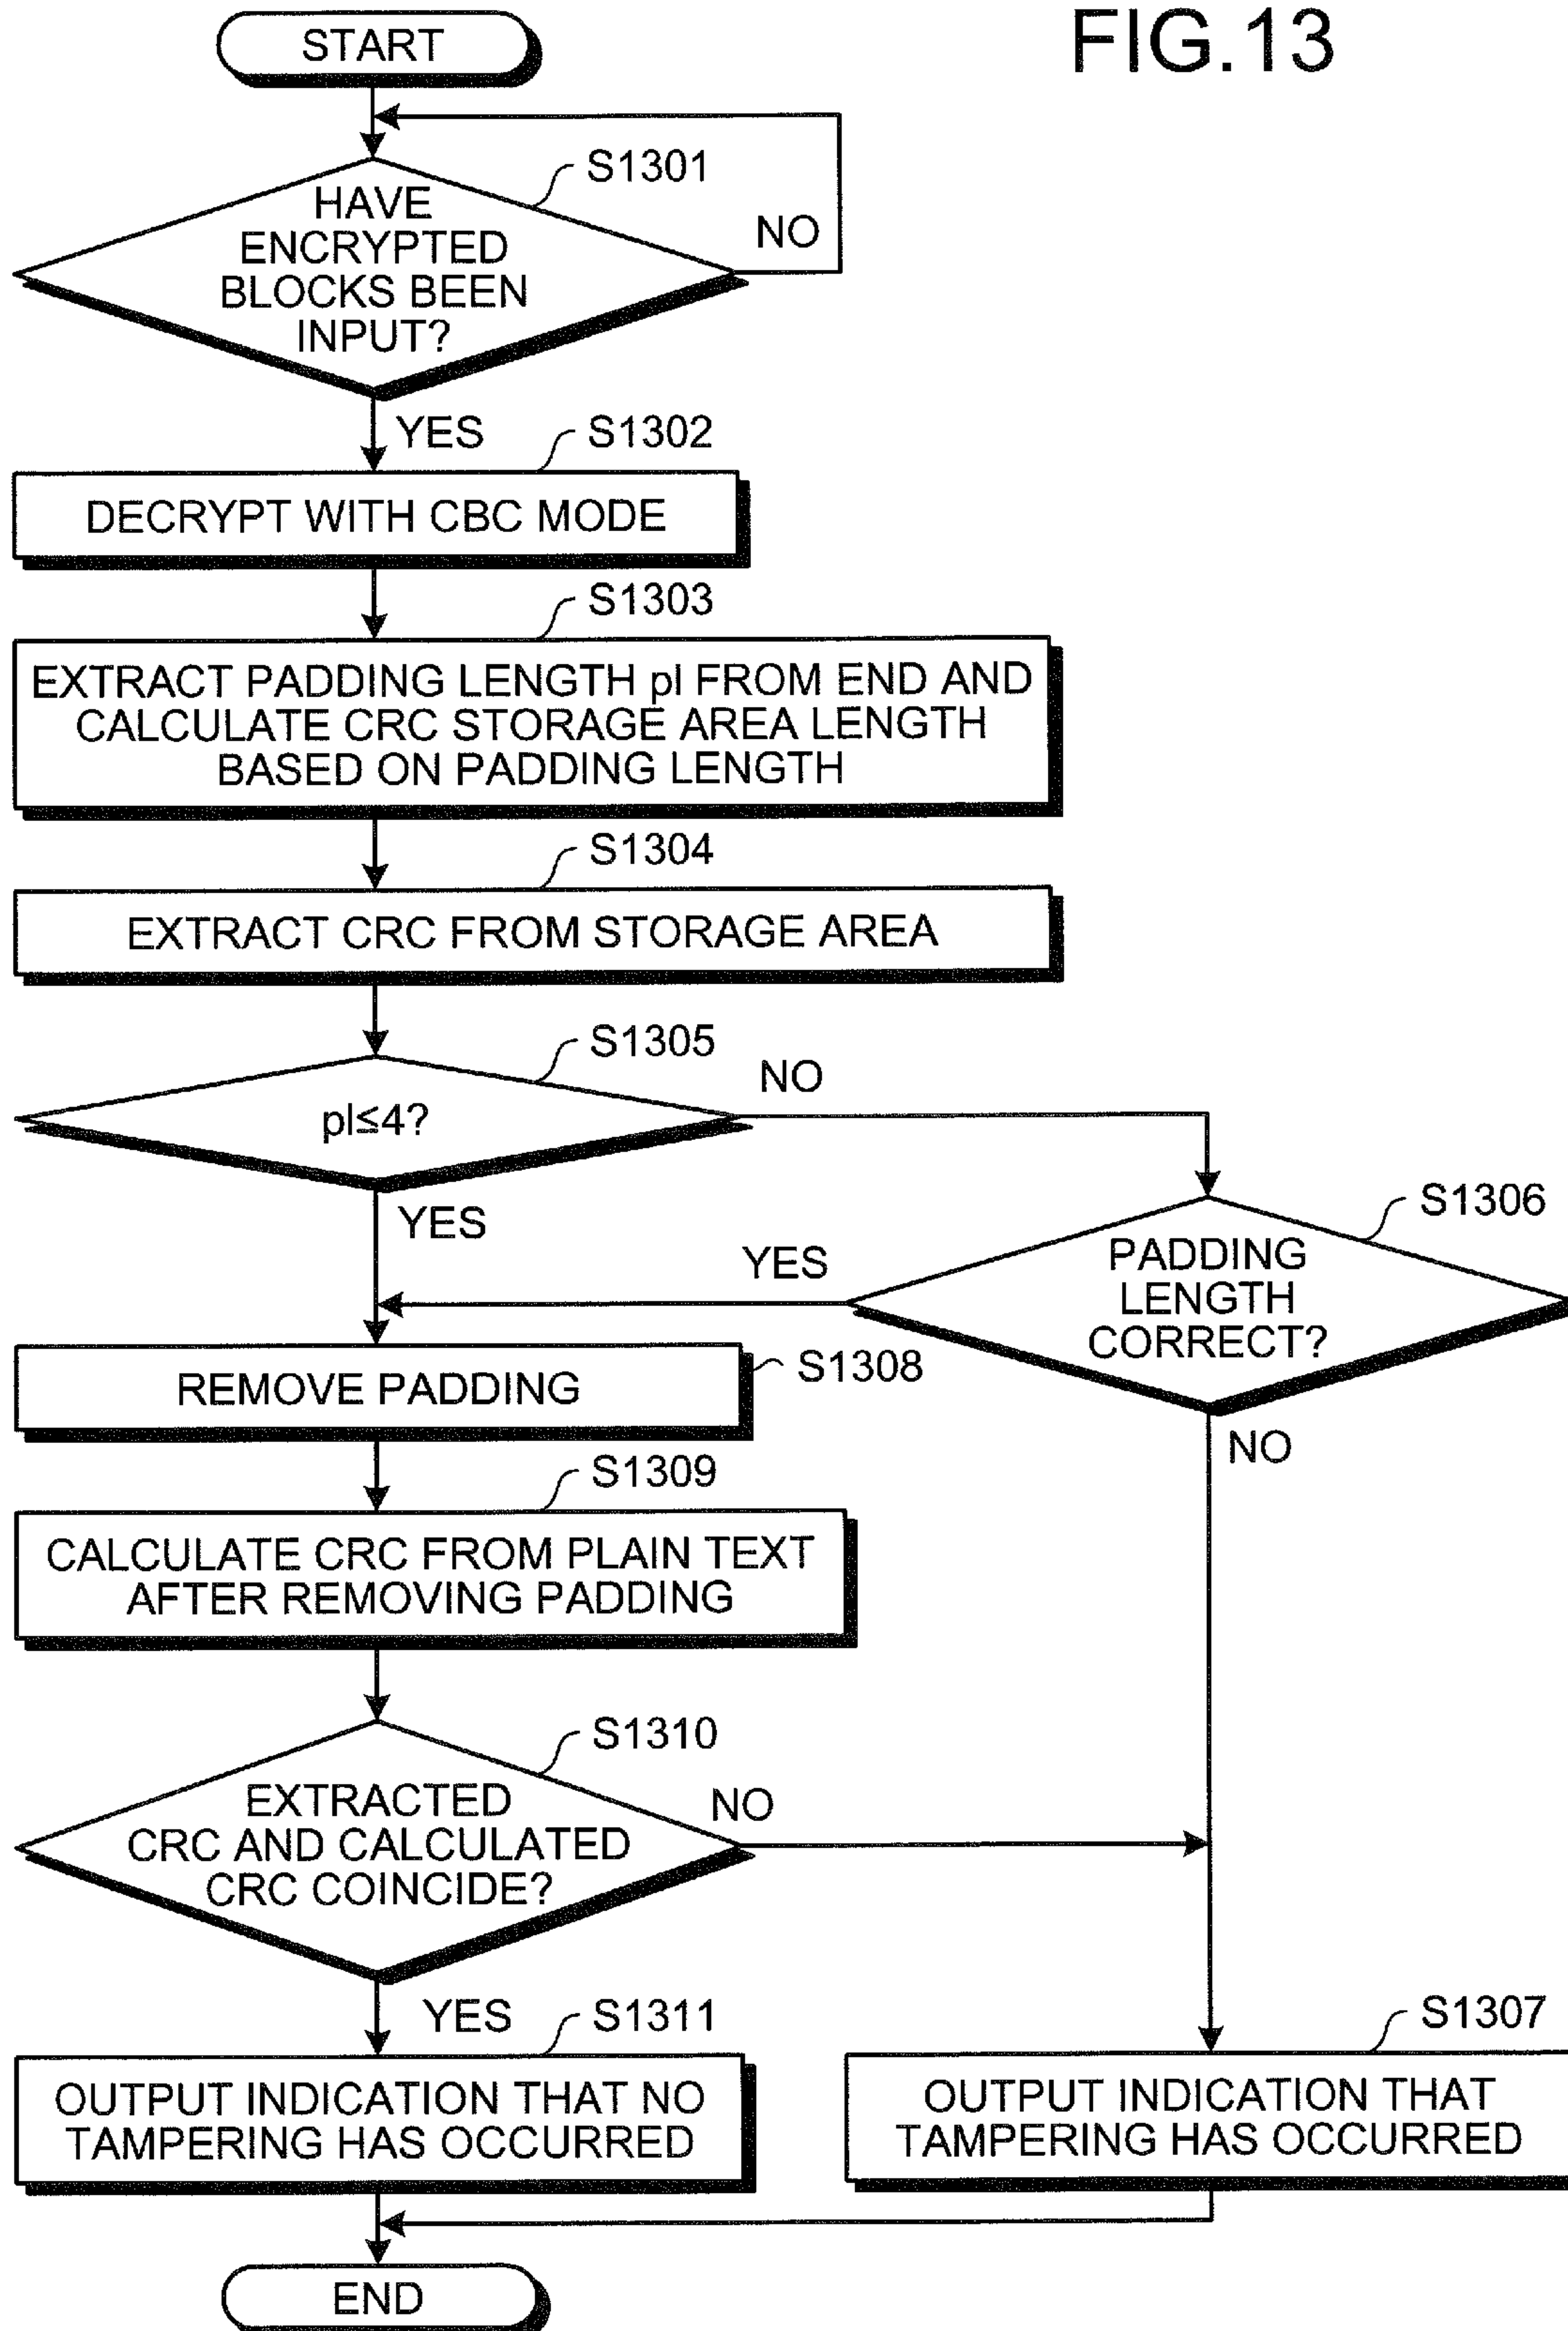 FIG.13
START
S1301
HAVE
ENCRYPTED
BLOCKS BEEN
INPUT?
NO
YES
S1302
DECRYPT WITH CBC MODE
S1303
EXTRACT PADDING LENGTH pl FROM END AND
CALCULATE CRC STORAGE AREA LENGTH
BASED ON PADDING LENGTH
S1304
EXTRACT CRC FROM STORAGE AREA
S1305
pl≤4?
NO
YES
S1306
PADDING
LENGTH
CORRECT?
YES
NO
S1308
REMOVE PADDING
S1309
CALCULATE CRC FROM PLAIN TEXT
AFTER REMOVING PADDING
S1310
EXTRACTED
CRC AND CALCULATED
CRC COINCIDE?
NO
YES
S1311
OUTPUT INDICATION THAT NO
TAMPERING HAS OCCURRED
S1307
OUTPUT INDICATION THAT
TAMPERING HAS OCCURRED
END